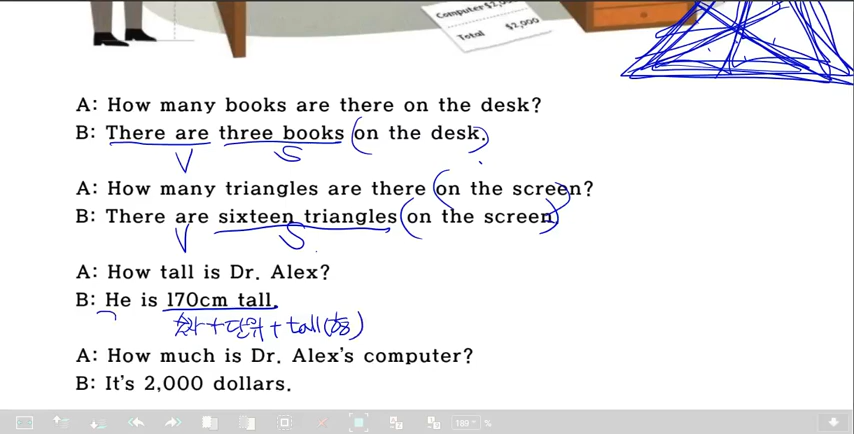 Computer $2,0
Total $2,000
A: How many books are there on the desk?
B: There are three books on the desk.
V S
A: How many triangles are there on the screen?
B: There are sixteen triangles on the screen
V S
A: How tall is Dr. Alex?
B: He is 170cm tall.
숫자+단위+tall(형용)
A: How much is Dr. Alex's computer?
B: It's 2,000 dollars.
189 %